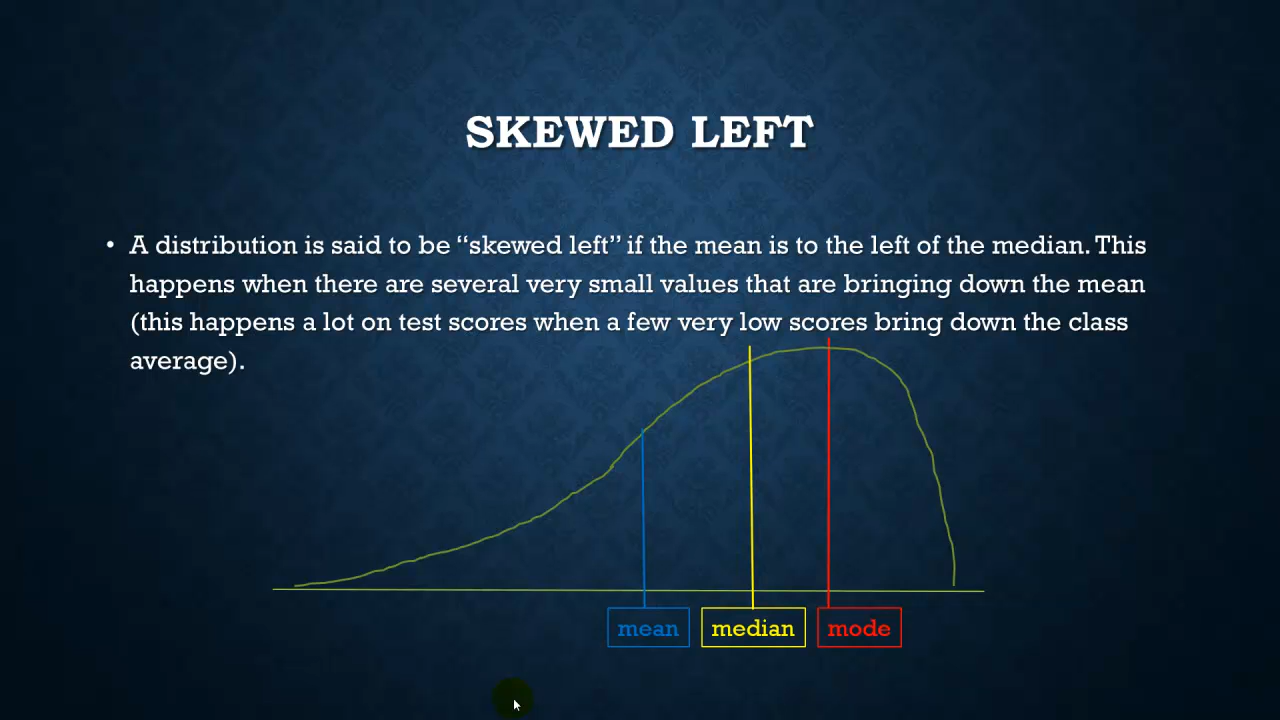 SKEWED LEFT
• A distribution is said to be “skewed left” if the mean is to the left of the median. This
happens when there are several very small values that are bringing down the mean
(this happens a lot on test scores when a few very low scores bring down the class
average).
mean median mode